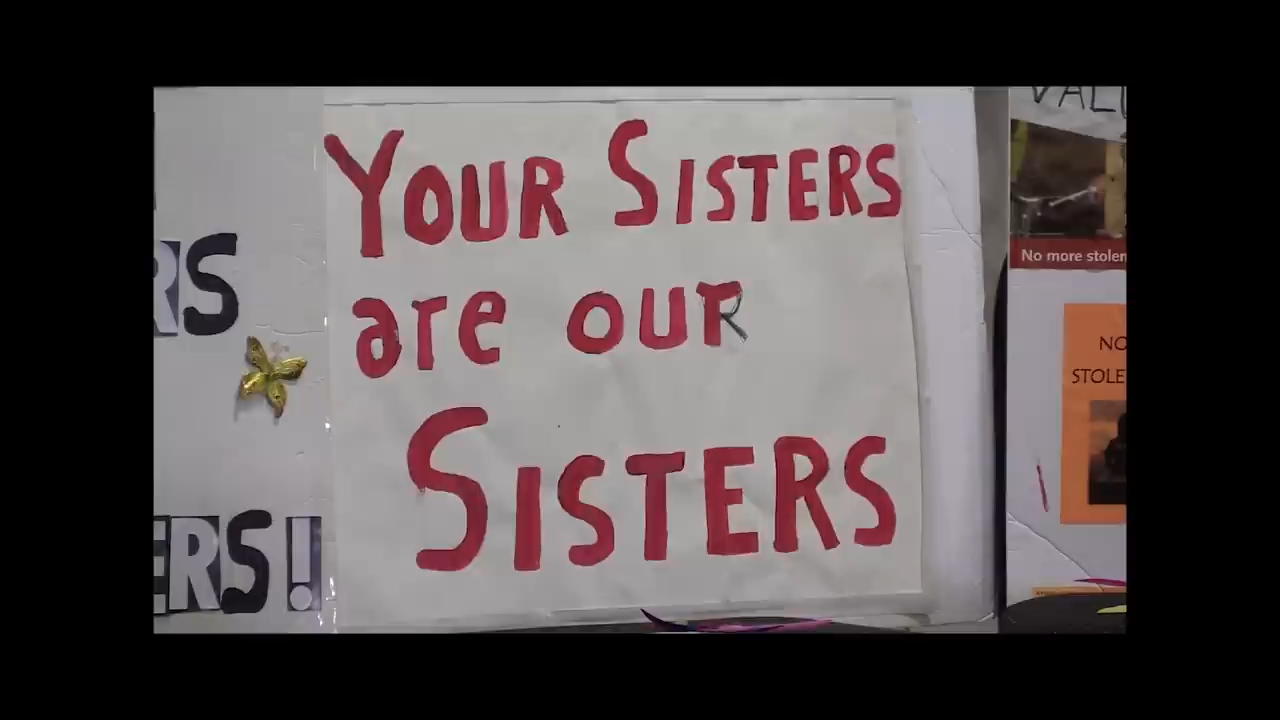 YOUR SISTERS
are ouR
SISTERS
RS
ERS!
No more stolen
NO
STOLE